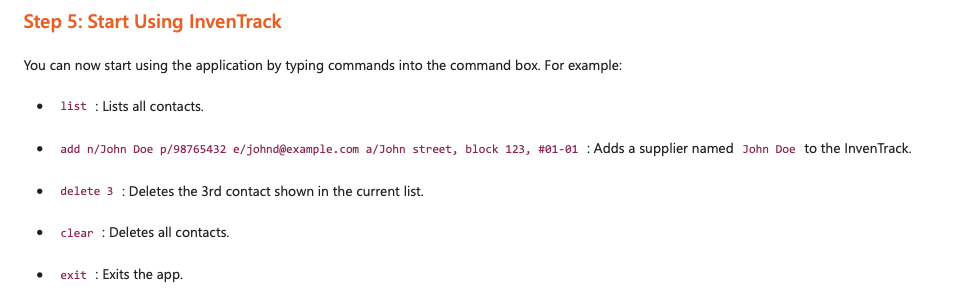 Step 5: Start Using InvenTrack
You can now start using the application by typing commands into the command box. For example:
• list : Lists all contacts.
• add n/John Doe p/98765432 e/johnd@example.com a/John street, block 123, #01-01 : Adds a supplier named John Doe to the InvenTrack.
• delete 3 : Deletes the 3rd contact shown in the current list.
• clear : Deletes all contacts.
• exit : Exits the app.